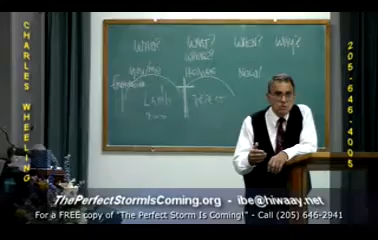 CHARLES WHEELING
WHO? WHAT? WHEN? WHY?
WHERE?
NOW!
Lamb
205-646-4005
ThePerfectStormIsComing.org - ibe@hiwaay.net
For a FREE copy of "The Perfect Storm Is Coming!" - Call (205) 646-2941